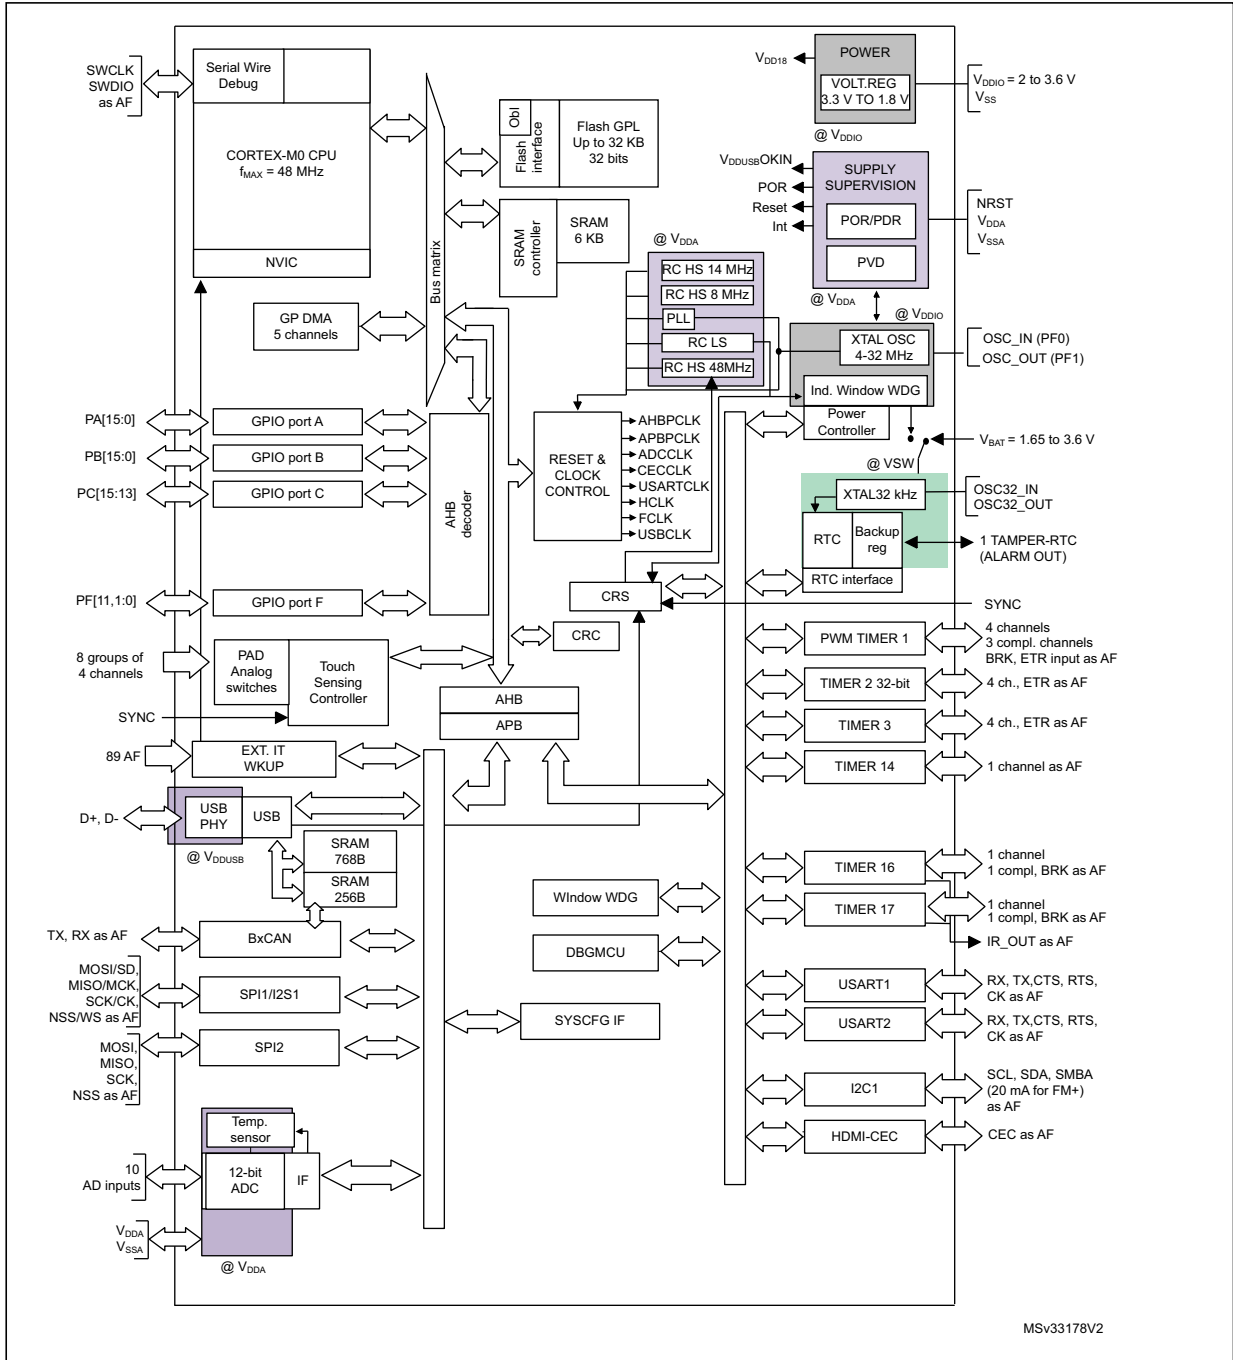 SWCLK
SWDIO
as AF
Serial Wire
Debug
CORTEX-M0 CPU
fMAX = 48 MHz
NVIC
Bus matrix
Obl
Flash
interface
Flash GPL
Up to 32 KB
32 bits
SRAM
controller
SRAM
6 KB
GP DMA
5 channels
VDD18
POWER
VOLT.REG
3.3 V TO 1.8 V
VDDIO = 2 to 3.6 V
VSS
@ VDDIO
VDDUSBOKIN
POR
Reset
Int
SUPPLY
SUPERVISION
POR/PDR
PVD
NRST
VDDA
VSSA
@ VDDA
@ VDDA
RC HS 14 MHz
RC HS 8 MHz
PLL
RC LS
RC HS 48MHz
@ VDDIO
XTAL OSC
4-32 MHz
Ind. Window WDG
Power
Controller
OSC_IN (PF0)
OSC_OUT (PF1)
VBAT = 1.65 to 3.6 V
@ VSW
XTAL32 kHz
RTC
Backup
reg
RTC interface
OSC32_IN
OSC32_OUT
1 TAMPER-RTC
(ALARM OUT)
PA[15:0]
GPIO port A
PB[15:0]
GPIO port B
PC[15:13]
GPIO port C
PF[11,1:0]
GPIO port F
AHB
decoder
RESET &
CLOCK
CONTROL
AHBPCLK
APBPCLK
ADCCLK
CECCLK
USARTCLK
HCLK
FCLK
USBCLK
CRS
SYNC
CRC
8 groups of
4 channels
PAD
Analog
switches
Touch
Sensing
Controller
SYNC
AHB
APB
89 AF
EXT. IT
WKUP
D+, D-
USB
PHY
USB
@ VDDUSB
SRAM
768B
SRAM
256B
TX, RX as AF
BxCAN
MOSI/SD,
MISO/MCK,
SCK/CK,
NSS/WS as AF
SPI1/I2S1
MOSI,
MISO,
SCK,
NSS as AF
SPI2
Temp.
sensor
10
AD inputs
12-bit
ADC
IF
VDDA
VSSA
@ VDDA
WIndow WDG
DBGMCU
SYSCFG IF
PWM TIMER 1
4 channels
3 compl. channels
BRK, ETR input as AF
TIMER 2 32-bit
4 ch., ETR as AF
TIMER 3
4 ch., ETR as AF
TIMER 14
1 channel as AF
TIMER 16
1 channel
1 compl, BRK as AF
TIMER 17
1 channel
1 compl, BRK as AF
IR_OUT as AF
USART1
RX, TX,CTS, RTS,
CK as AF
USART2
RX, TX,CTS, RTS,
CK as AF
I2C1
SCL, SDA, SMBA
(20 mA for FM+)
as AF
HDMI-CEC
CEC as AF
MSv33178V2